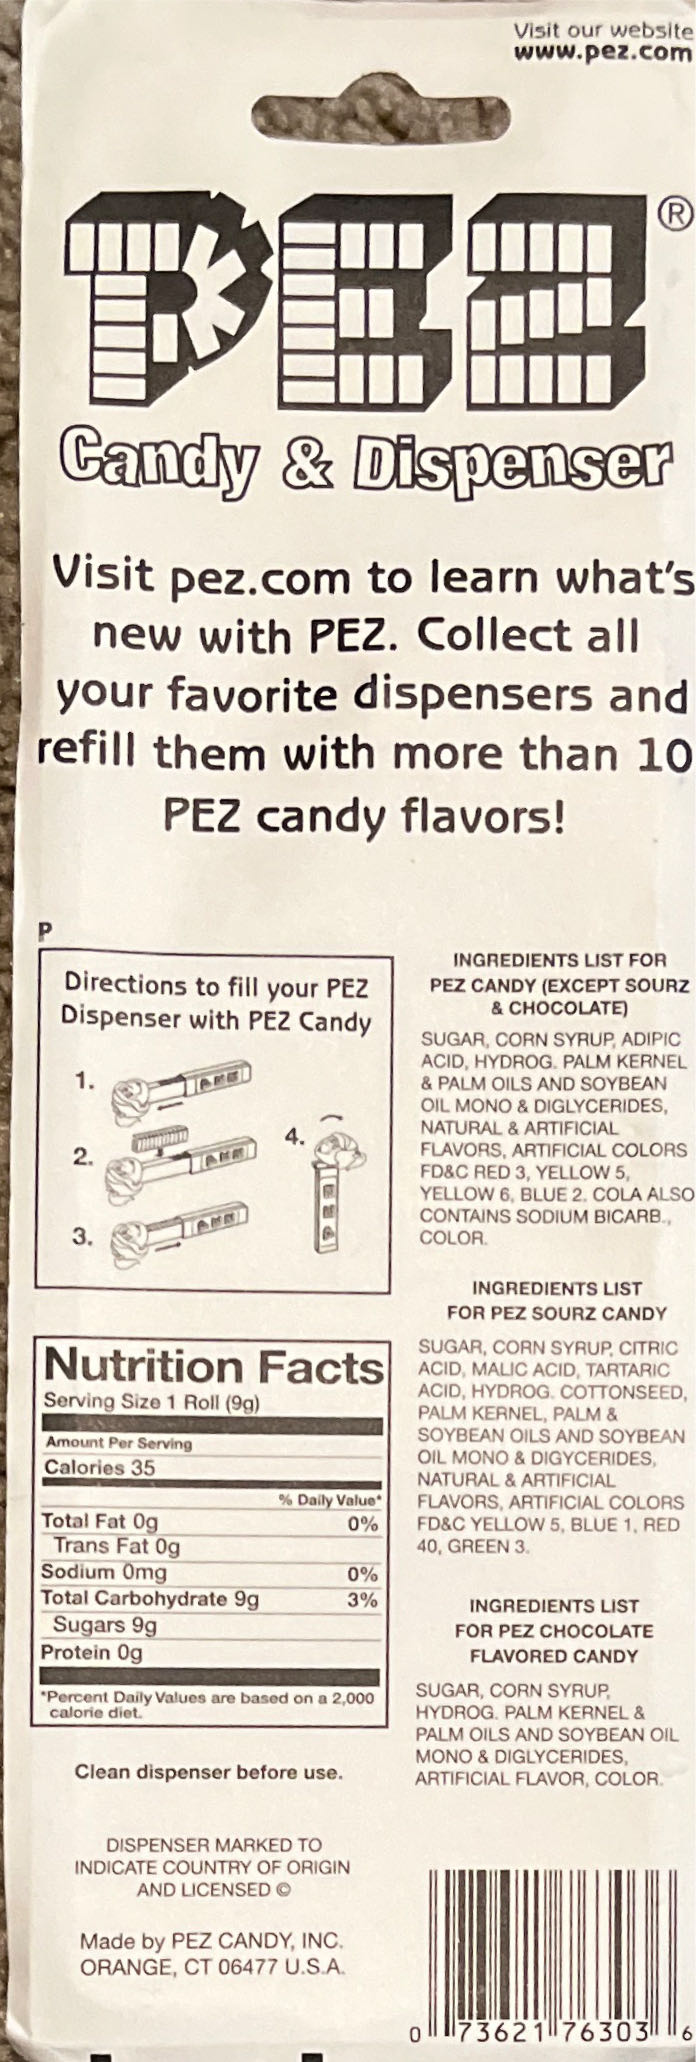 Visit our website
www.pez.com
PEZ®
Candy & Dispenser
Visit pez.com to learn what's
new with PEZ. Collect all
your favorite dispensers and
refill them with more than 10
PEZ candy flavors!
P
Directions to fill your PEZ
Dispenser with PEZ Candy
1.
2.
3.
4.
Nutrition Facts
Serving Size 1 Roll (9g)
Amount Per Serving
Calories 35
% Daily Value*
Total Fat 0g 0%
Trans Fat 0g
Sodium 0mg 0%
Total Carbohydrate 9g 3%
Sugars 9g
Protein 0g
*Percent Daily Values are based on a 2,000
calorie diet.
Clean dispenser before use.
DISPENSER MARKED TO
INDICATE COUNTRY OF ORIGIN
AND LICENSED ©
Made by PEZ CANDY, INC.
ORANGE, CT 06477 U.S.A.
INGREDIENTS LIST FOR
PEZ CANDY (EXCEPT SOURZ
& CHOCOLATE)
SUGAR, CORN SYRUP, ADIPIC
ACID, HYDROG. PALM KERNEL
& PALM OILS AND SOYBEAN
OIL MONO & DIGLYCERIDES,
NATURAL & ARTIFICIAL
FLAVORS, ARTIFICIAL COLORS
FD&C RED 3, YELLOW 5,
YELLOW 6, BLUE 2. COLA ALSO
CONTAINS SODIUM BICARB.,
COLOR.
INGREDIENTS LIST
FOR PEZ SOURZ CANDY
SUGAR, CORN SYRUP, CITRIC
ACID, MALIC ACID, TARTARIC
ACID, HYDROG. COTTONSEED,
PALM KERNEL, PALM &
SOYBEAN OILS AND SOYBEAN
OIL MONO & DIGYCERIDES,
NATURAL & ARTIFICIAL
FLAVORS, ARTIFICIAL COLORS
FD&C YELLOW 5, BLUE 1, RED
40, GREEN 3.
INGREDIENTS LIST
FOR PEZ CHOCOLATE
FLAVORED CANDY
SUGAR, CORN SYRUP,
HYDROG. PALM KERNEL &
PALM OILS AND SOYBEAN OIL
MONO & DIGLYCERIDES,
ARTIFICIAL FLAVOR, COLOR.
0 73621 76303 6